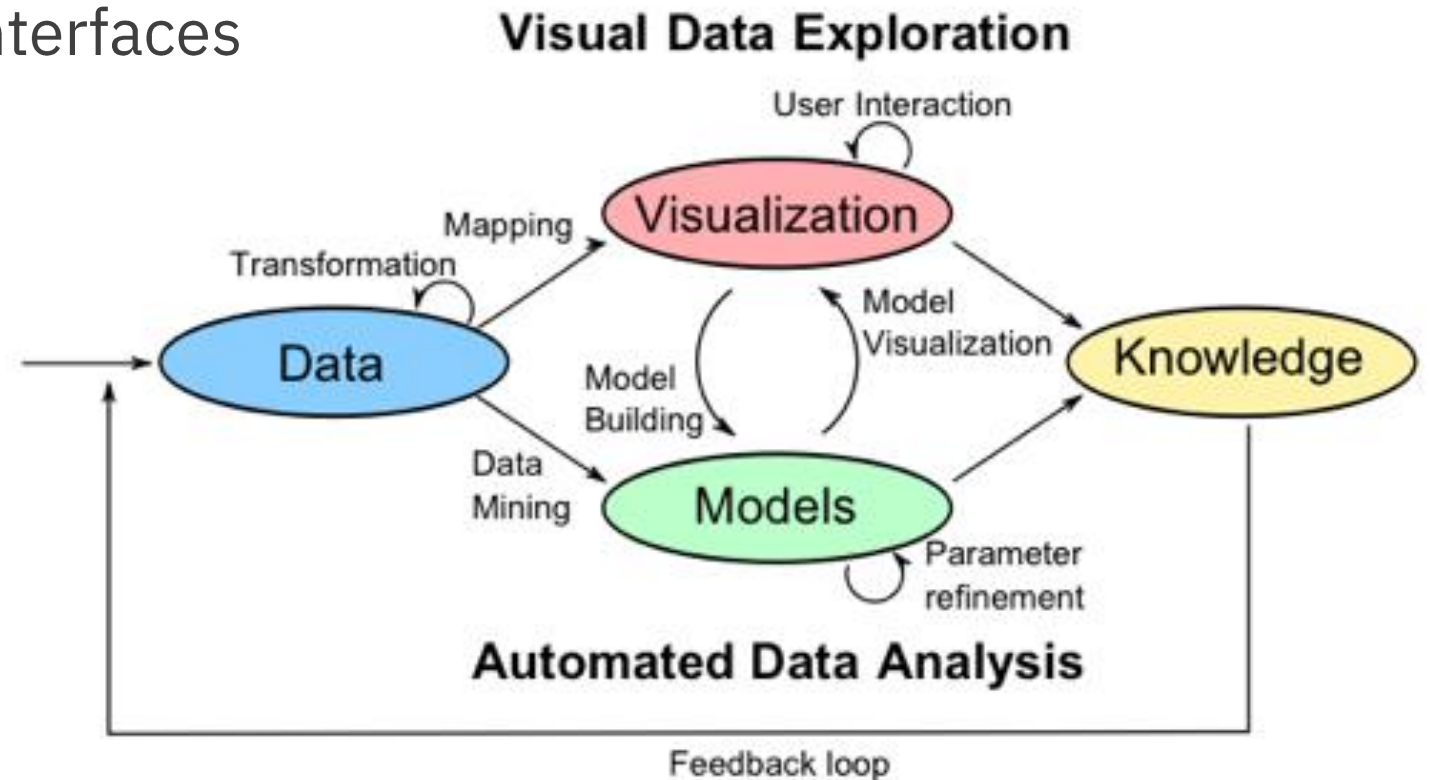 nterfaces
Visual Data Exploration
User Interaction
Visualization
Mapping
Transformation
Data
Model
Visualization
Model
Building
Knowledge
Data
Mining
Models
Parameter
refinement
Automated Data Analysis
Feedback loop